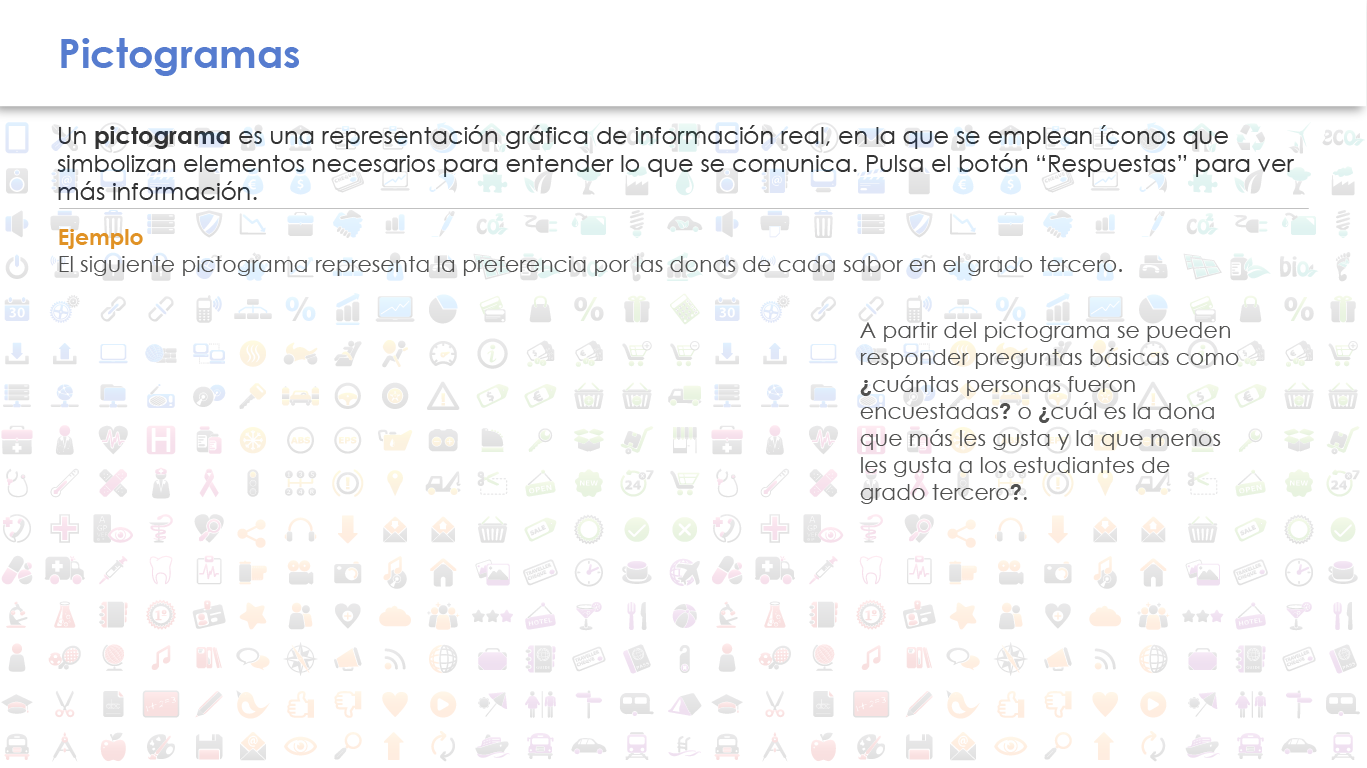 Pictogramas
Un pictograma es una representación gráfica de información real, en la que se emplean íconos que
simbolizan elementos necesarios para entender lo que se comunica. Pulsa el botón “Respuestas” para ver
más información.
Ejemplo
El siguiente pictograma representa la preferencia por las donas de cada sabor en el grado tercero.
A partir del pictograma se pueden
responder preguntas básicas como
¿cuántas personas fueron
encuestadas? o ¿cuál es la dona
que más les gusta y la que menos
les gusta a los estudiantes de
grado tercero?.